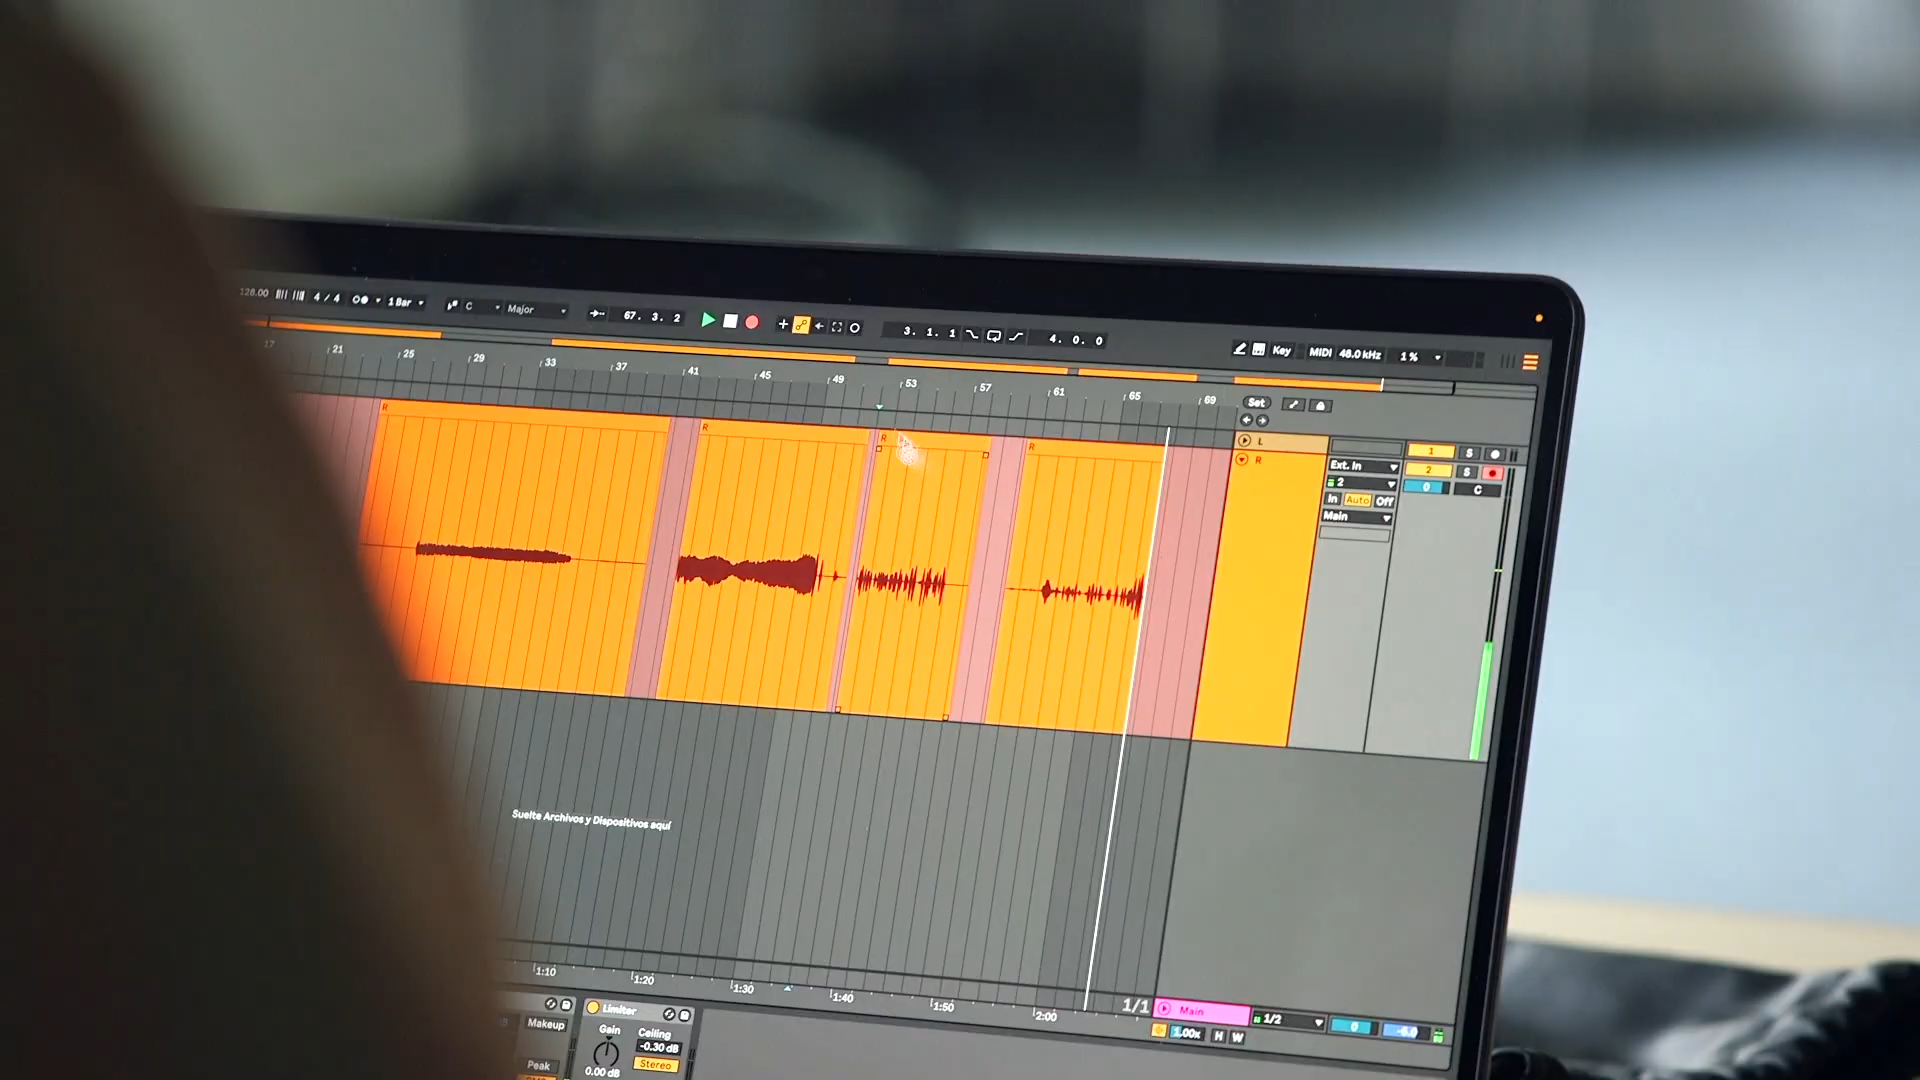 128.00 4 / 4 1 Bar C Major 67. 3. 2 3. 1. 1 4. 0. 0 Key MIDI 48.0 kHz 1 %
17 21 25 29 33 37 41 45 49 53 57 61 65 69 Set
R R R R
L 1 S
R Ext. In 2 S
2 0 C
In Auto Off
Main
Suelte Archivos y Dispositivos aquí
1:10 1:20 1:30 1:40 1:50 2:00 1/1 Main 1/2 0
1.00x H W
Makeup Limiter
Gain Ceiling
-0.30 dB
Peak 0.00 dB Stereo